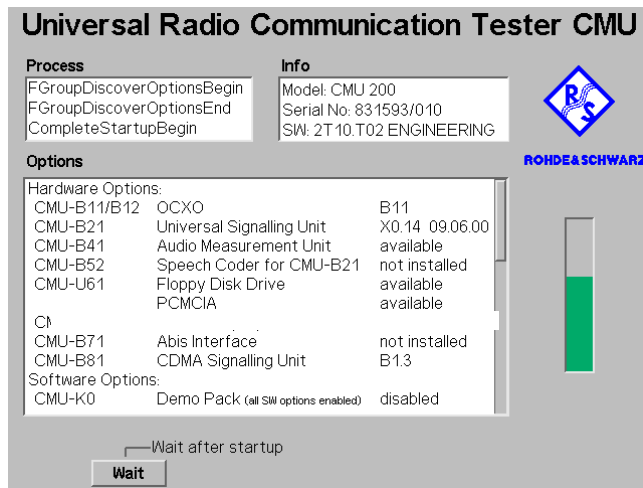 Universal Radio Communication Tester CMU
Process
FGroupDiscoverOptionsBegin
FGroupDiscoverOptionsEnd
CompleteStartupBegin
Info
Model: CMU 200
Serial No: 831593/010
SW: 2T10.T02 ENGINEERING
R S
ROHDE&SCHWARZ
Options
Hardware Options:
CMU-B11/B12 OCXO B11
CMU-B21 Universal Signalling Unit X0.14 09.06.00
CMU-B41 Audio Measurement Unit available
CMU-B52 Speech Coder for CMU-B21 not installed
CMU-U61 Floppy Disk Drive available
PCMCIA available
CMU-B71 Abis Interface not installed
CMU-B81 CDMA Signalling Unit B1.3
Software Options:
CMU-K0 Demo Pack (all SW options enabled) disabled
Wait after startup
Wait